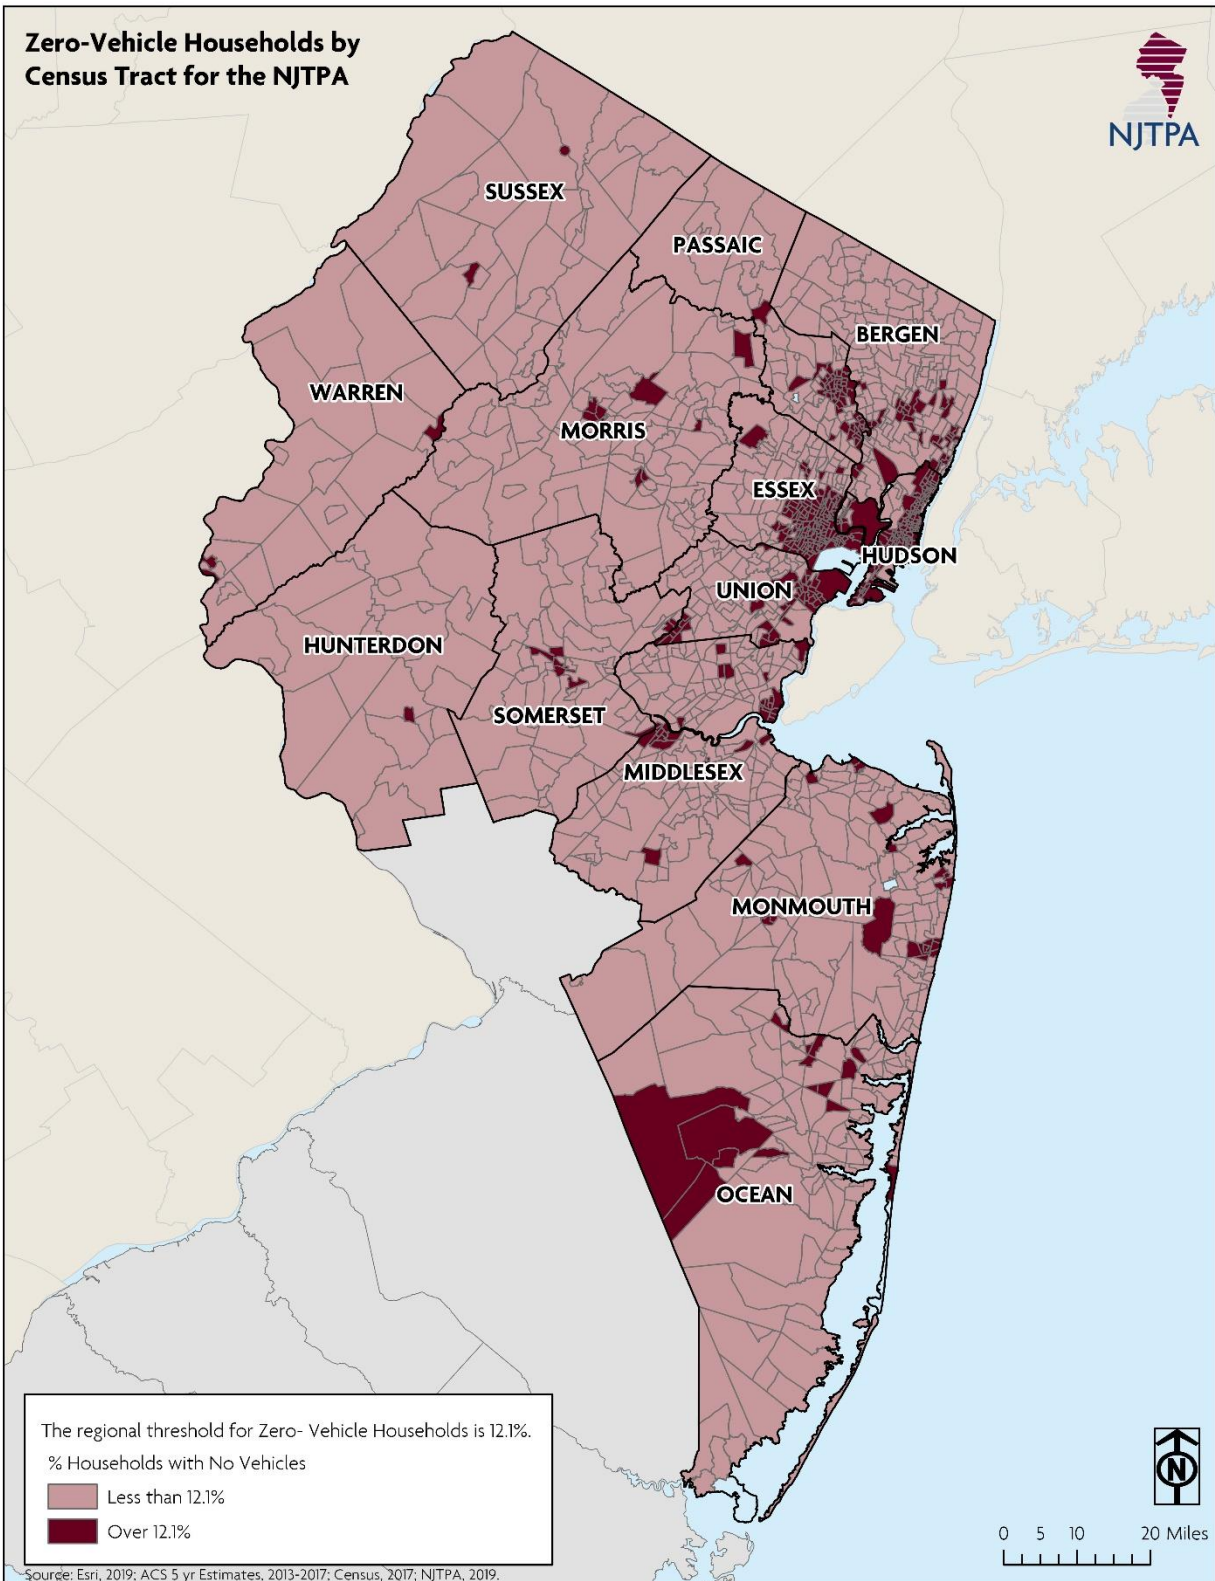 Zero-Vehicle Households by
Census Tract for the NJTPA
NJTPA
SUSSEX
PASSAIC
BERGEN
WARREN
MORRIS
ESSEX
HUDSON
UNION
HUNTERDON
SOMERSET
MIDDLESEX
MONMOUTH
OCEAN
The regional threshold for Zero- Vehicle Households is 12.1%.
% Households with No Vehicles
Less than 12.1%
Over 12.1%
N
0 5 10 20 Miles
Source: Esri, 2019; ACS 5 yr Estimates, 2013-2017; Census, 2017; NJTPA, 2019.